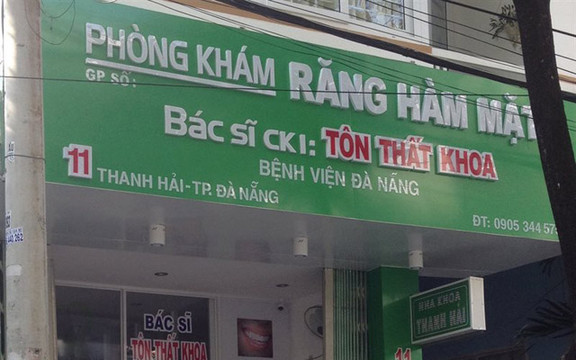 PHÒNG KHÁM RĂNG HÀM MẶT
GP SỐ:
Bác sĩ CK1: TÔN THẤT KHOA
BỆNH VIỆN ĐÀ NẴNG
11 THANH HẢI-TP. ĐÀ NẴNG
ĐT: 0905 344 57
NHA KHOA
THANH HẢI
BÁC SĨ
TÔN-THẤT KHOA
11